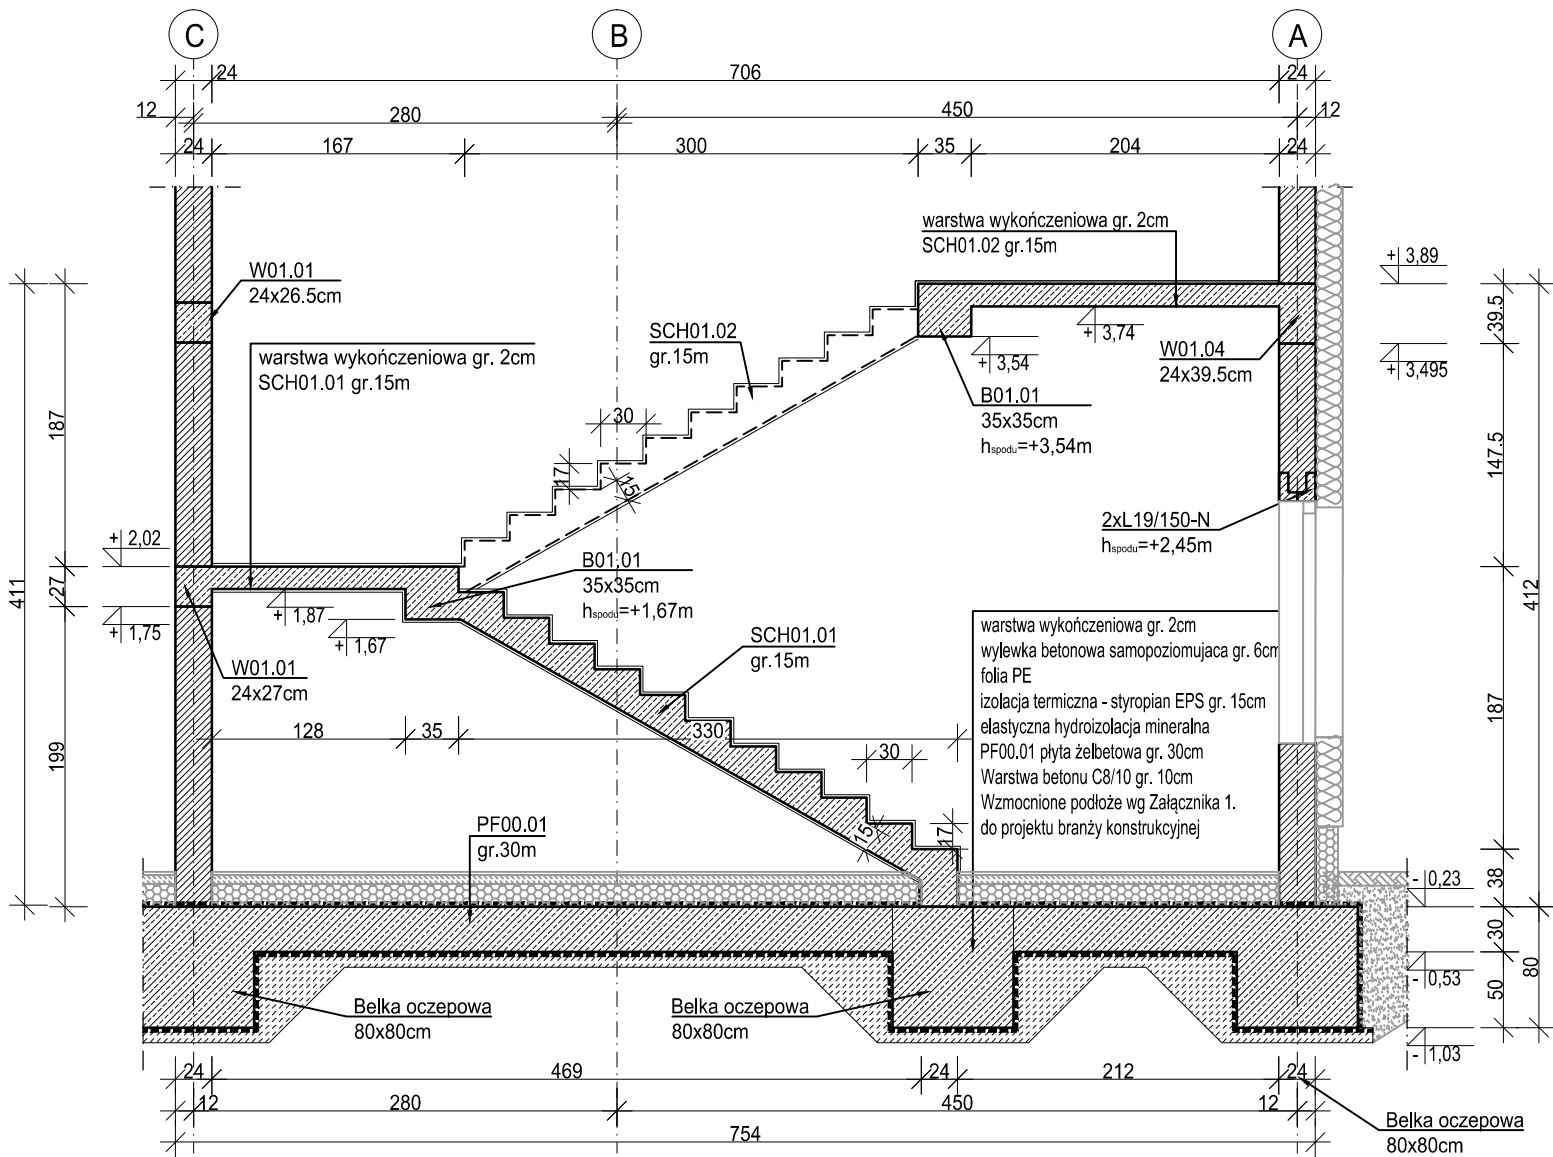 C
B
A
24
706
24
12
280
450
12
24
167
300
35
204
24
warstwa wykończeniowa gr. 2cm
SCH01.02 gr.15m
+ 3,89
W01.01
24x26.5cm
SCH01.02
gr.15m
+ 3,74
+ 3,54
W01.04
24x39.5cm
39.5
+ 3,495
warstwa wykończeniowa gr. 2cm
SCH01.01 gr.15m
B01.01
35x35cm
hspodu=+3,54m
187
30
17
15
147.5
2xL19/150-N
hspodu=+2,45m
+ 2,02
B01.01
35x35cm
hspodu=+1,67m
411
27
412
+ 1,87
+ 1,75
+ 1,67
W01.01
24x27cm
SCH01.01
gr.15m
warstwa wykończeniowa gr. 2cm
wylewka betonowa samopoziomujaca gr. 6cm
folia PE
izolacja termiczna - styropian EPS gr. 15cm
elastyczna hydroizolacja mineralna
PF00.01 płyta żelbetowa gr. 30cm
Warstwa betonu C8/10 gr. 10cm
Wzmocnione podłoże wg Załącznika 1.
do projektu branży konstrukcyjnej
187
128
35
330
30
199
15
17
PF00.01
gr.30m
38
- 0,23
30
- 0,53
80
50
Belka oczepowa
80x80cm
Belka oczepowa
80x80cm
- 1,03
24
469
24
212
24
12
280
450
12
Belka oczepowa
80x80cm
754